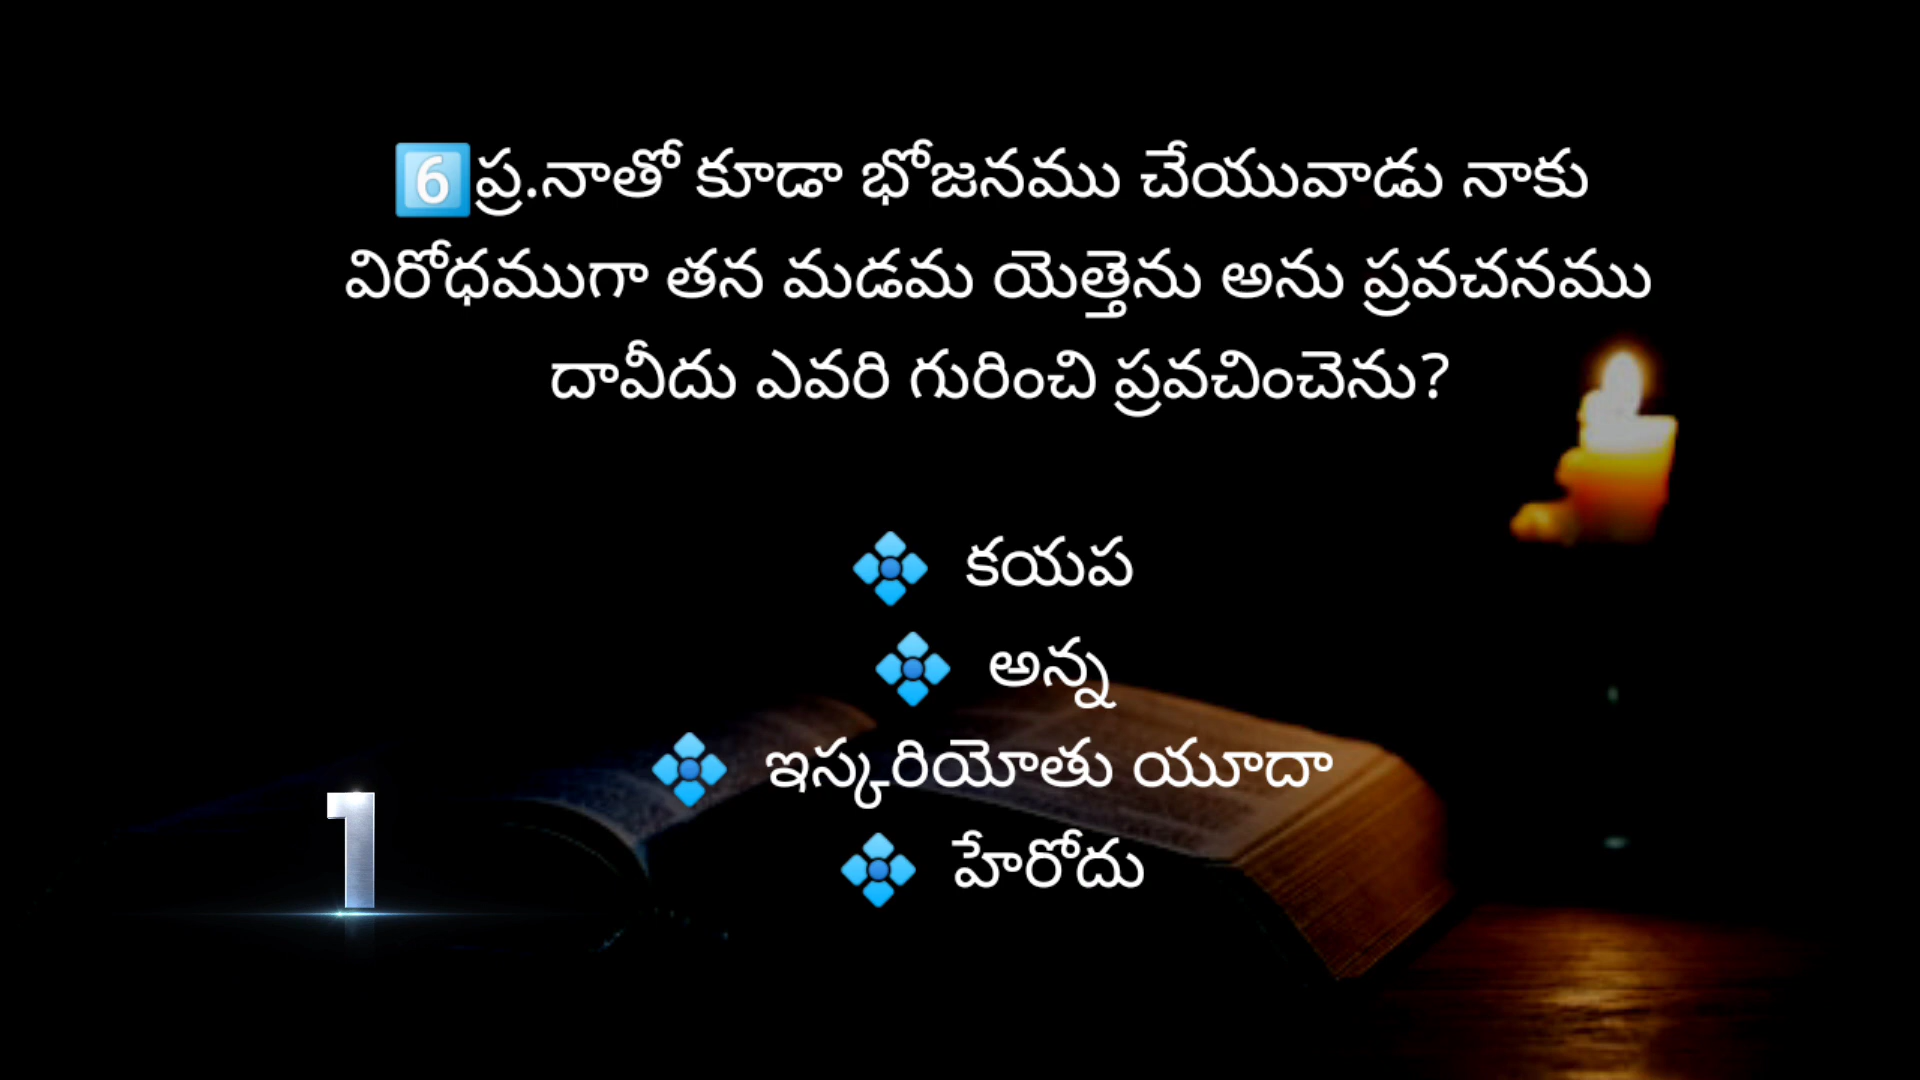 6️⃣ప్ర.నాతో కూడా భోజనము చేయువాడు నాకు
విరోధముగా తన మడమ యెత్తెను అను ప్రవచనము
దావీదు ఎవరి గురించి ప్రవచించెను?
💠 కయప
💠 అన్న
💠 ఇస్కరియోతు యూదా
💠 హేరోదు
1